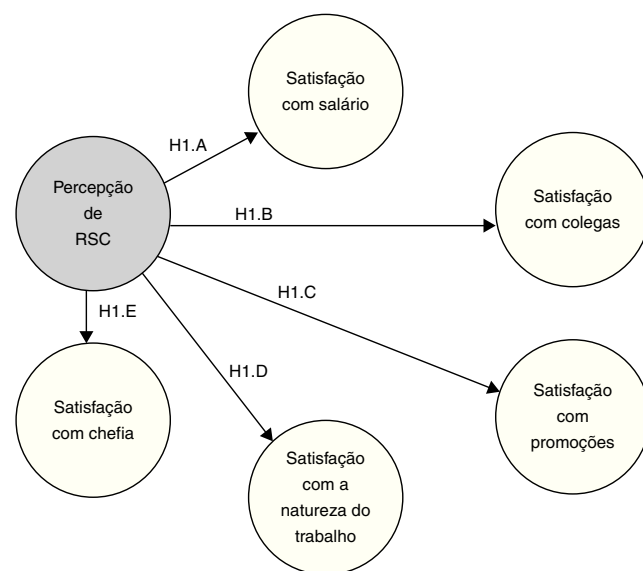 Satisfação
com salário
H1.A
Percepção
de
RSC
H1.B
Satisfação
com colegas
H1.C
H1.E
H1.D
Satisfação
com chefia
Satisfação
com
promoções
Satisfação
com a
natureza do
trabalho